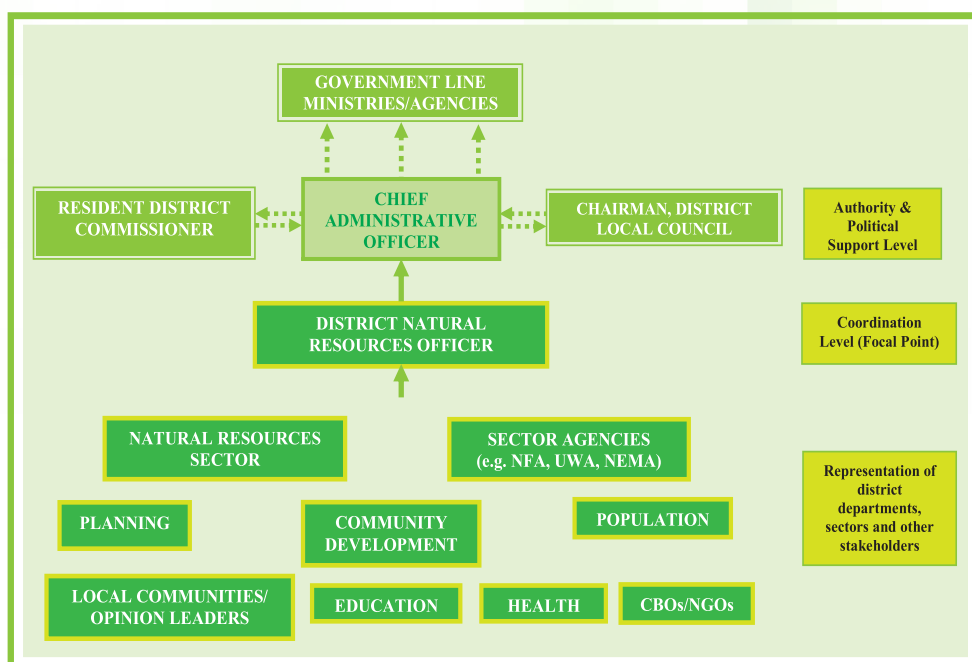 GOVERNMENT LINE
MINISTRIES/AGENCIES
RESIDENT DISTRICT
COMMISSIONER
CHIEF
ADMINISTRATIVE
OFFICER
CHAIRMAN, DISTRICT
LOCAL COUNCIL
Authority &
Political
Support Level
DISTRICT NATURAL
RESOURCES OFFICER
Coordination
Level (Focal Point)
NATURAL RESOURCES
SECTOR
SECTOR AGENCIES
(e.g. NFA, UWA, NEMA)
Representation of
district
departments,
sectors and other
stakeholders
PLANNING
COMMUNITY
DEVELOPMENT
POPULATION
LOCAL COMMUNITIES/
OPINION LEADERS
EDUCATION
HEALTH
CBOs/NGOs